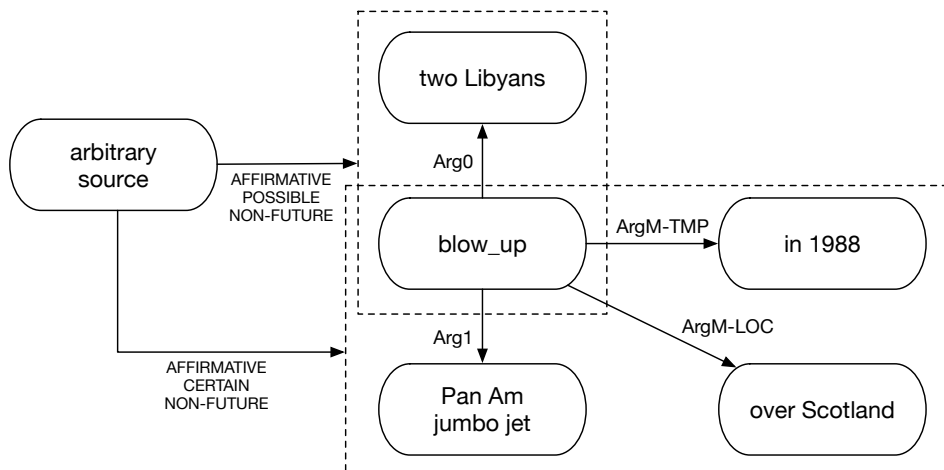 two Libyans
arbitrary
source
Arg0
AFFIRMATIVE
POSSIBLE
NON-FUTURE
blow_up
ArgM-TMP
in 1988
ArgM-LOC
Arg1
AFFIRMATIVE
CERTAIN
NON-FUTURE
Pan Am
jumbo jet
over Scotland